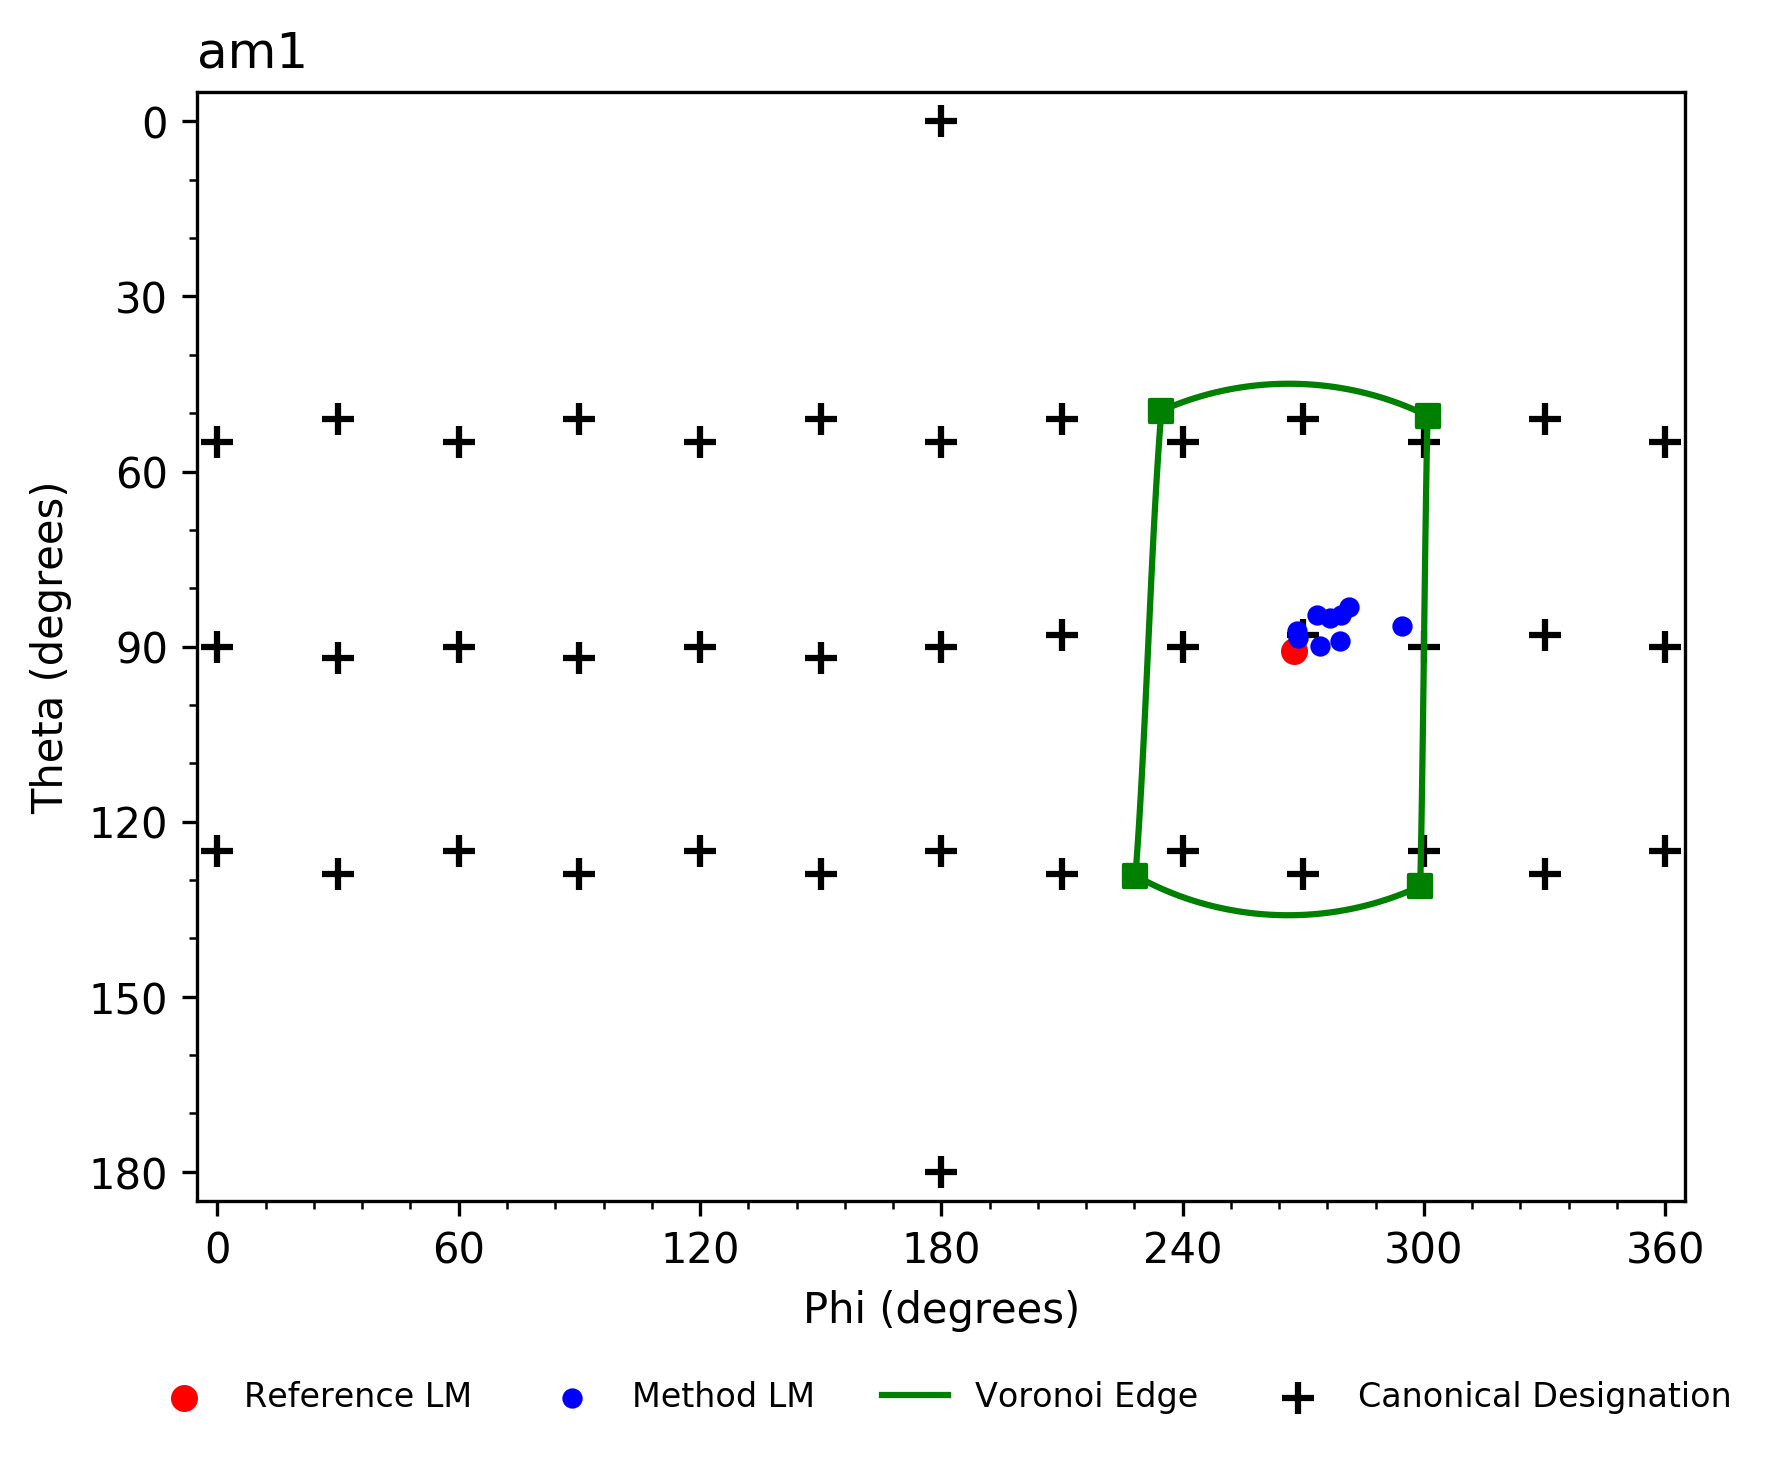 am1
0
30
60
90
120
150
180
Theta (degrees)
0 60 120 180 240 300 360
Phi (degrees)
Reference LM Method LM Voronoi Edge Canonical Designation